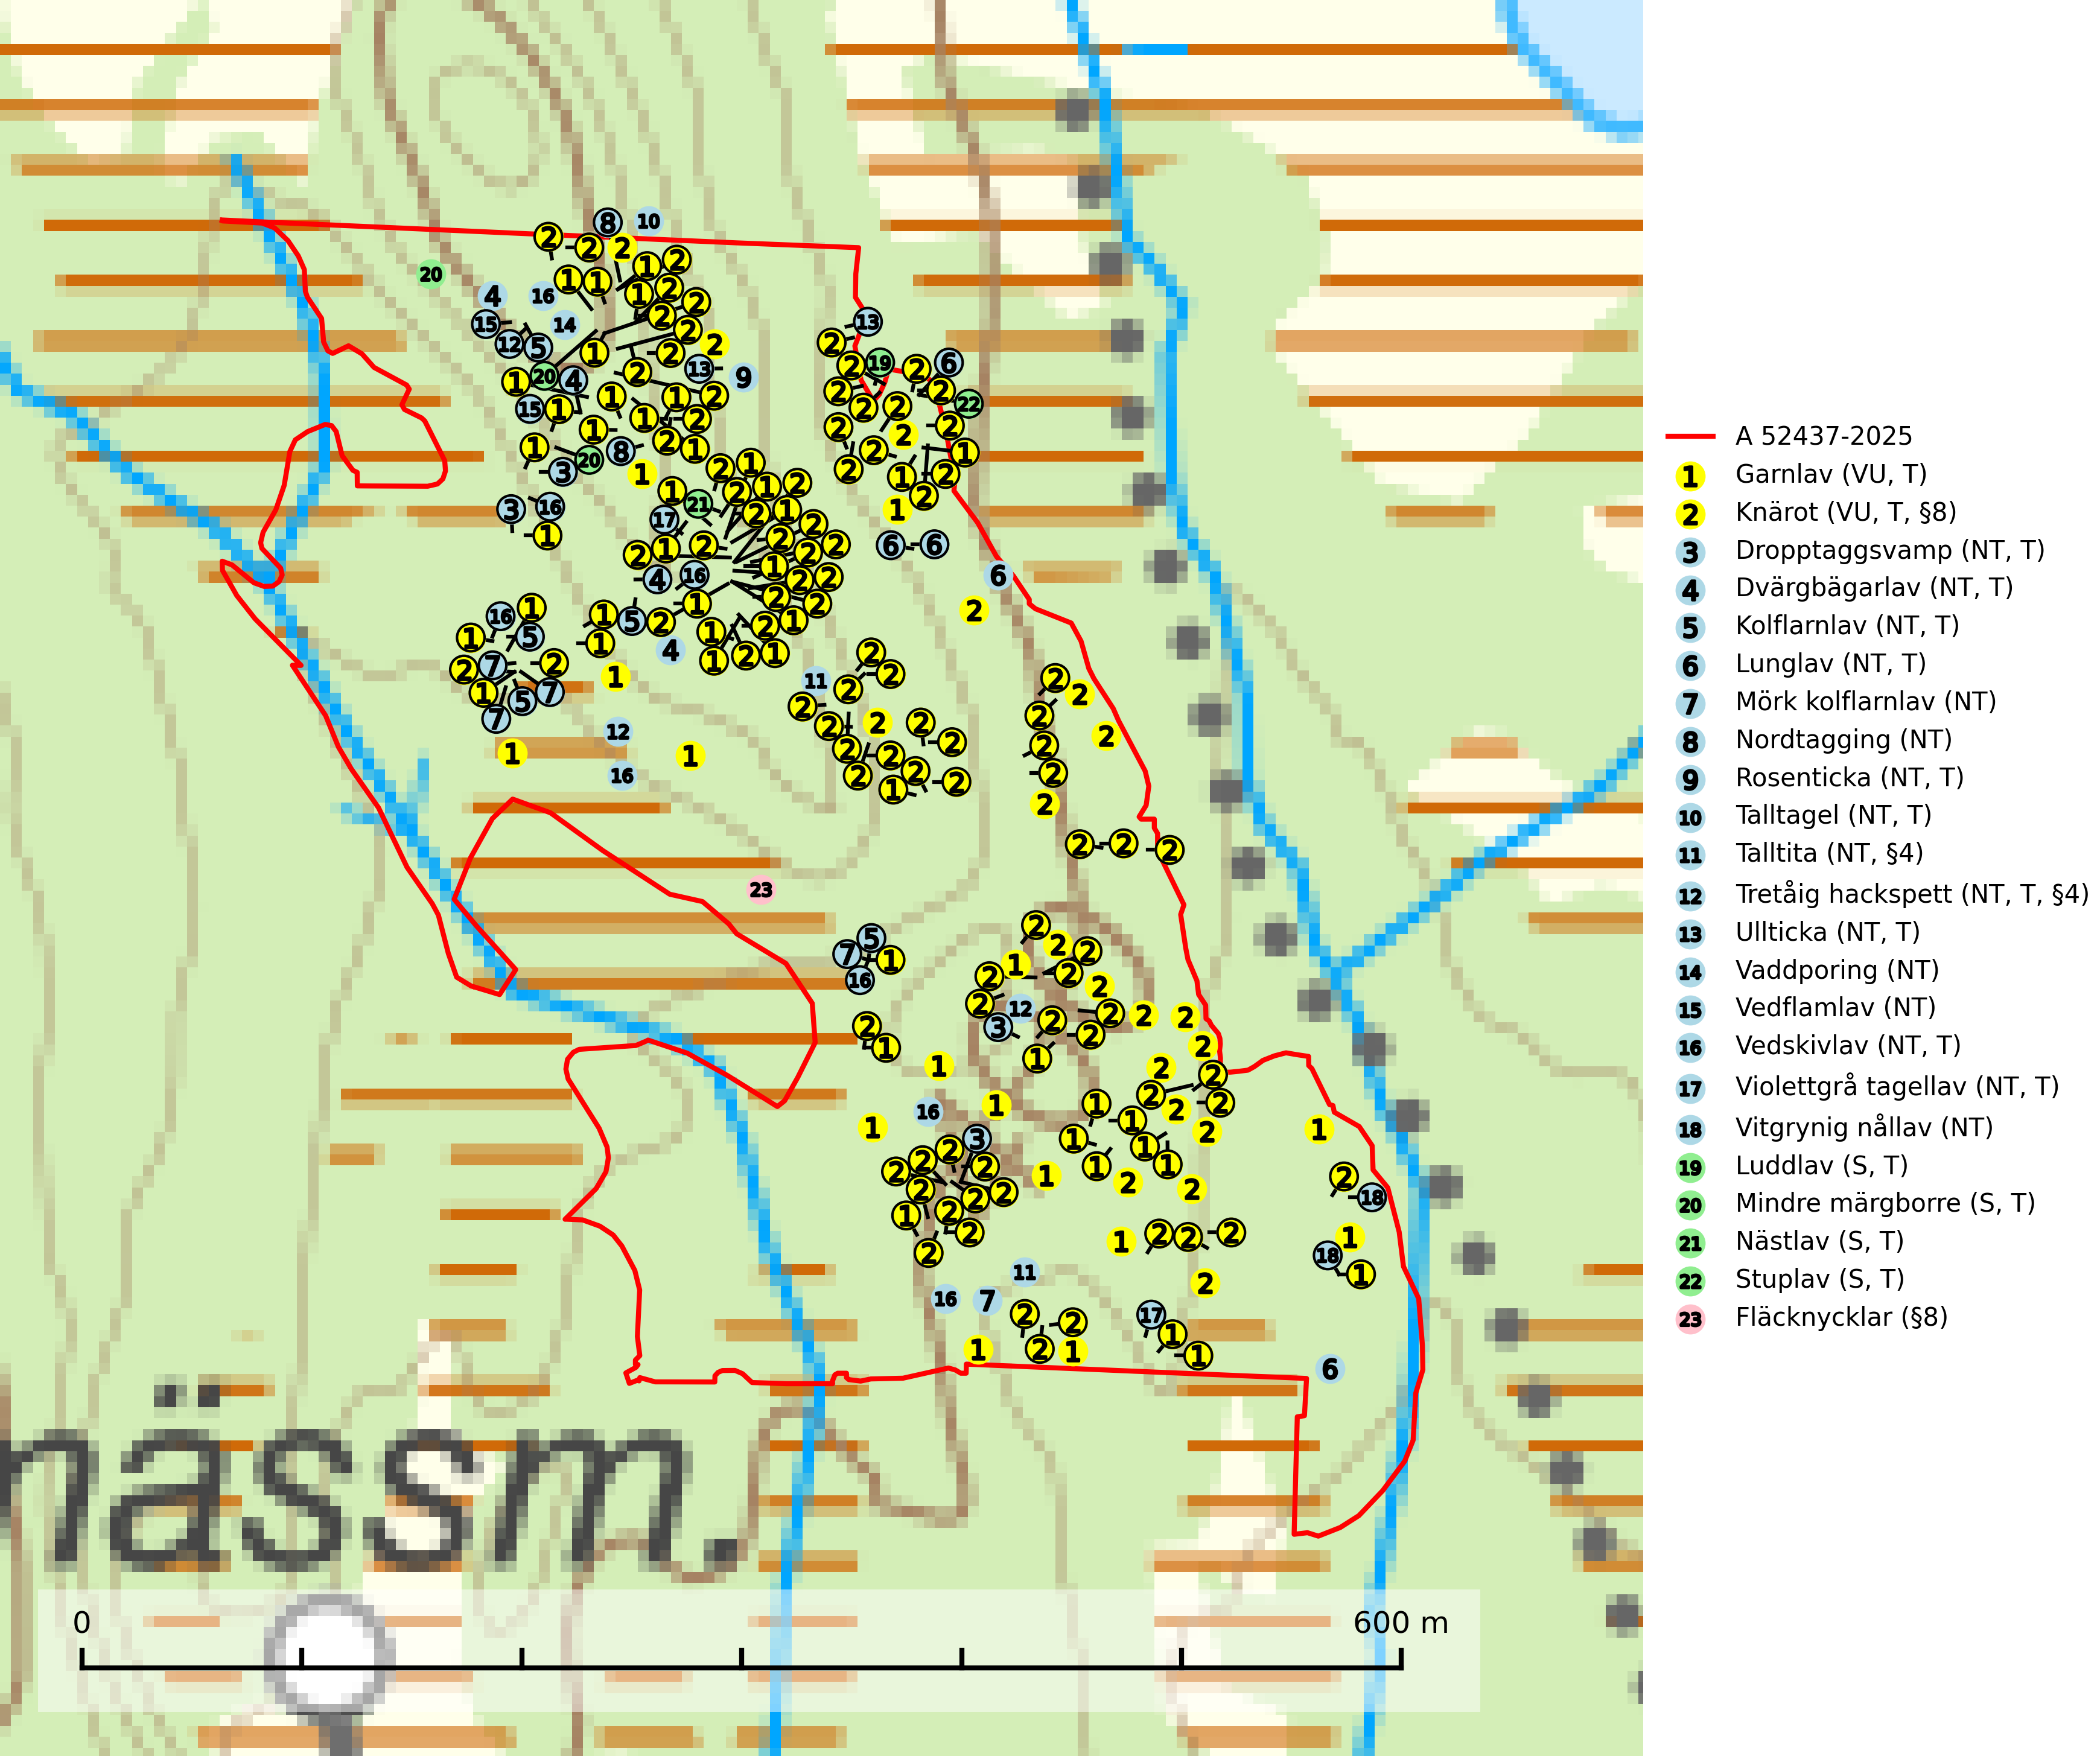 A 52437-2025
1 Garnlav (VU, T)
2 Knärot (VU, T, §8)
3 Dropptaggsvamp (NT, T)
4 Dvärgbägarlav (NT, T)
5 Kolflarnlav (NT, T)
6 Lunglav (NT, T)
7 Mörk kolflarnlav (NT)
8 Nordtagging (NT)
9 Rosenticka (NT, T)
10 Talltagel (NT, T)
11 Talltita (NT, §4)
12 Tretåig hackspett (NT, T, §4)
13 Ullticka (NT, T)
14 Vaddporing (NT)
15 Vedflamlav (NT)
16 Vedskivlav (NT, T)
17 Violettgrå tagellav (NT, T)
18 Vitgrynig nållav (NT)
19 Luddlav (S, T)
20 Mindre märgborre (S, T)
21 Nästlav (S, T)
22 Stuplav (S, T)
23 Fläcknycklar (§8)
nässm.
0 600 m